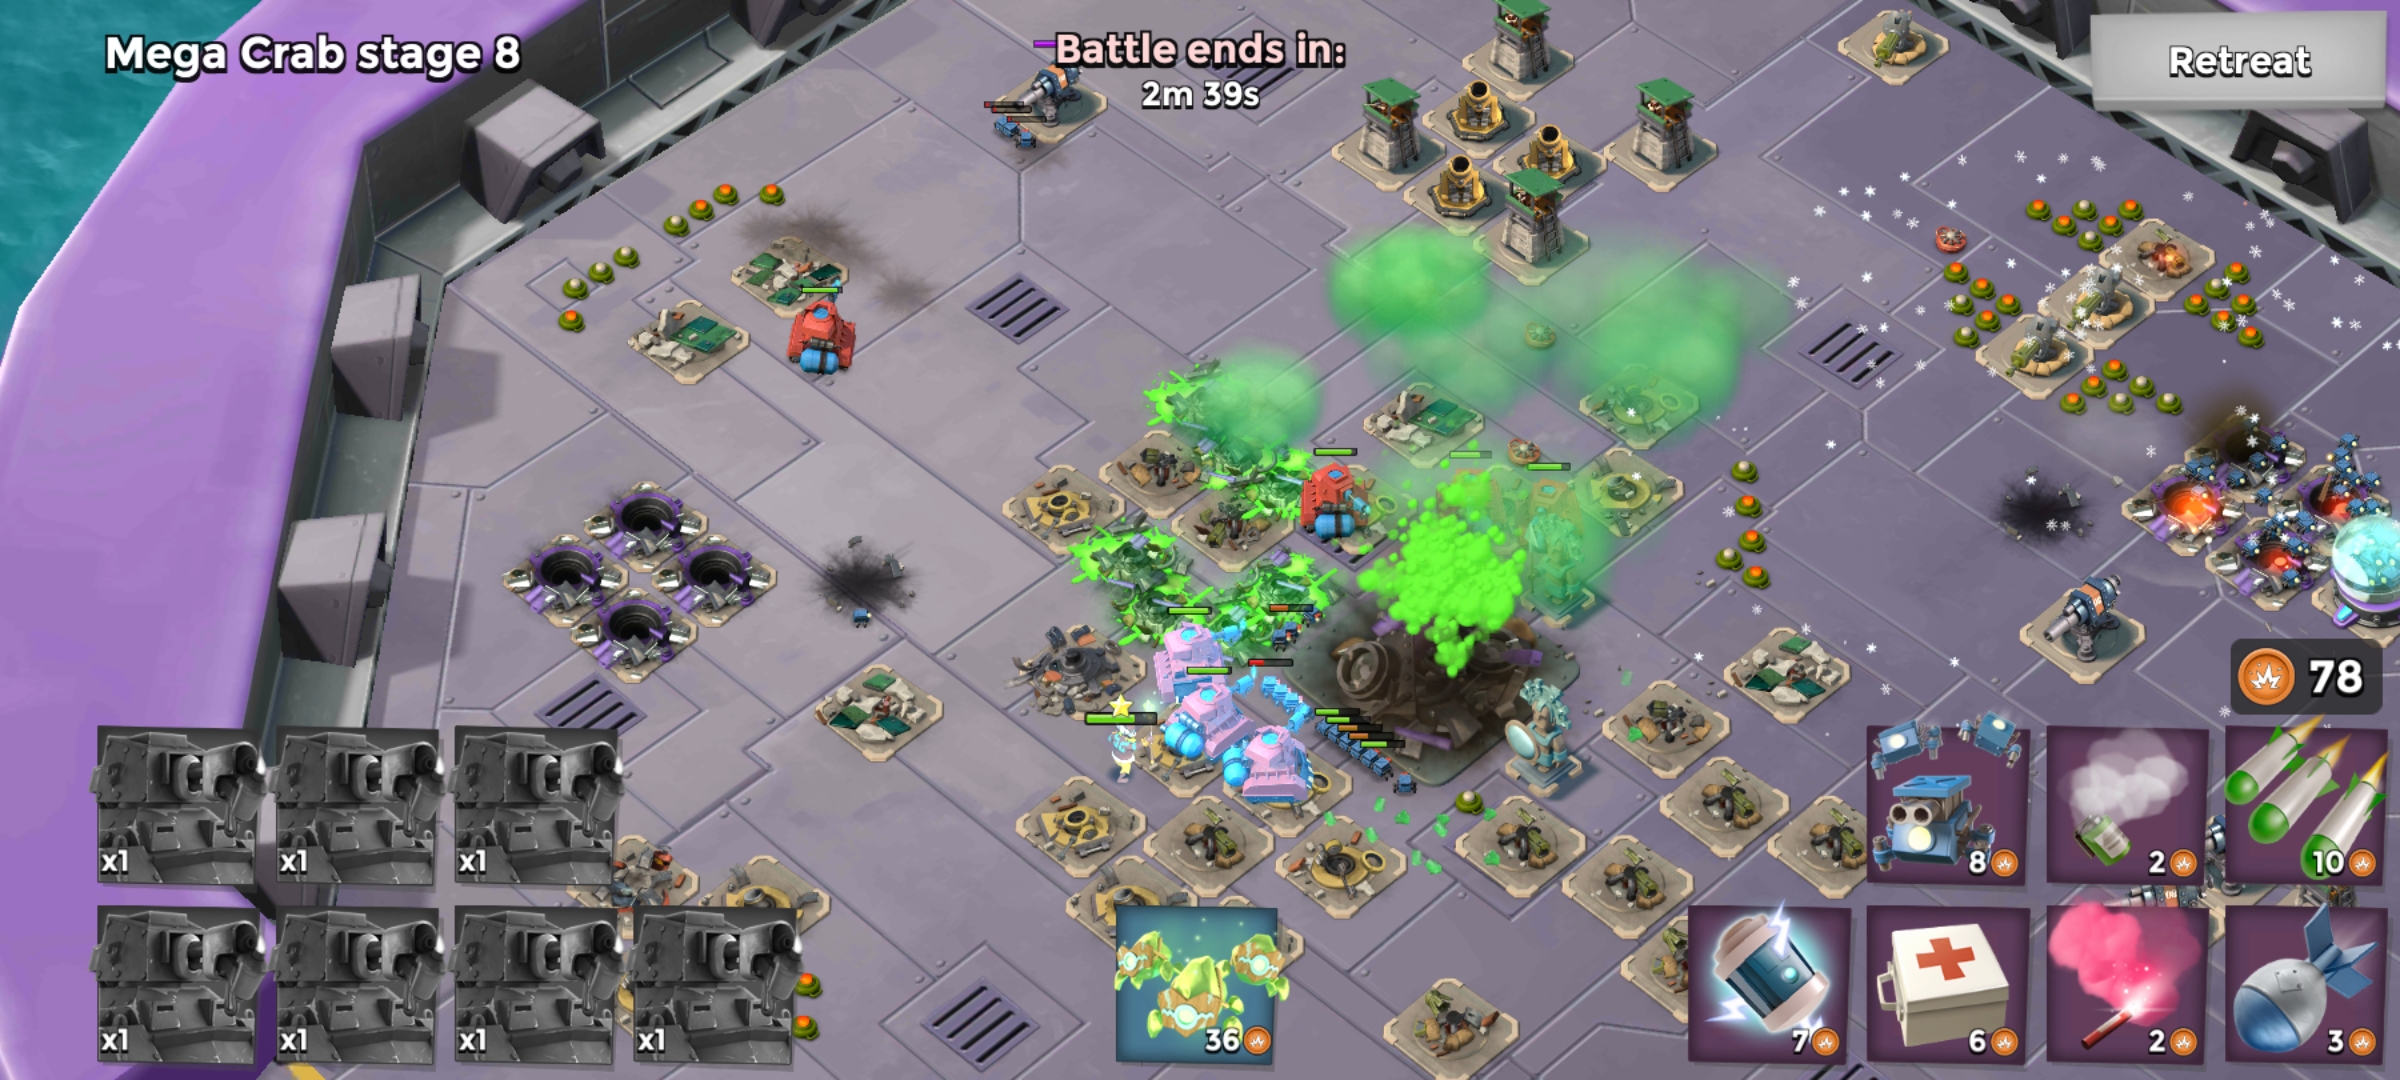 Mega Crab stage 8
Battle ends in:
2m 39s
Retreat
78
x1
x1
x1
8
2
10
x1
x1
x1
x1
36
7
6
2
3